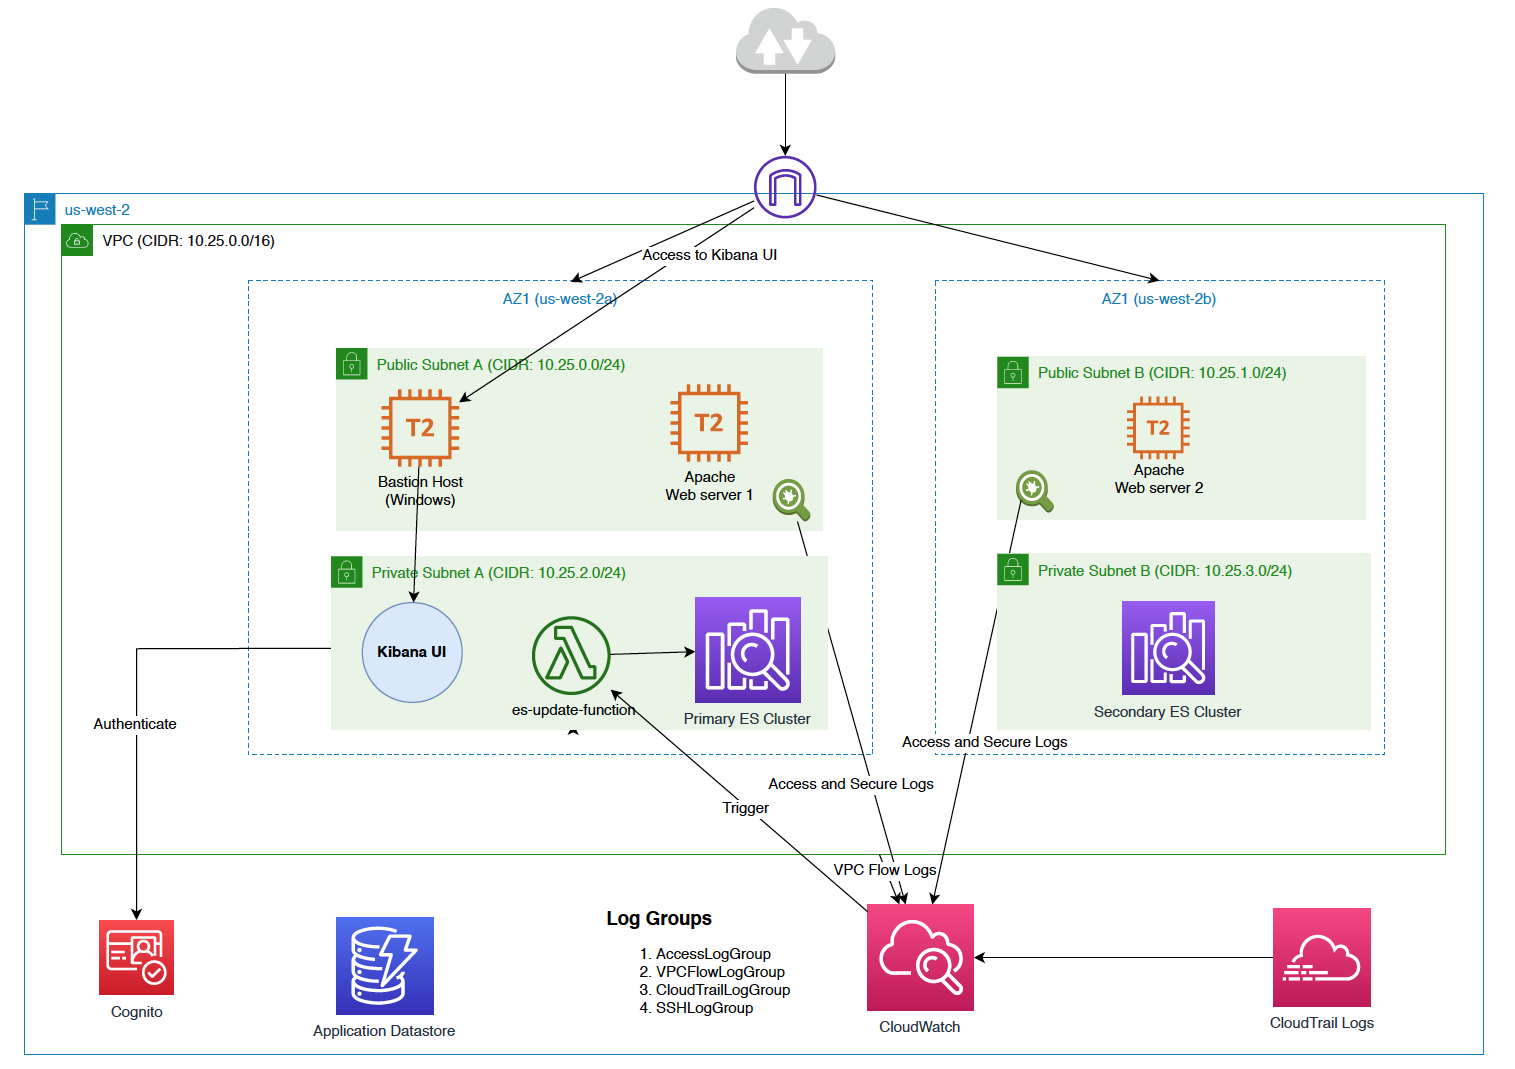 us-west-2
VPC (CIDR: 10.25.0.0/16)
Access to Kibana UI
AZ1 (us-west-2a)
AZ1 (us-west-2b)
Public Subnet A (CIDR: 10.25.0.0/24)
Public Subnet B (CIDR: 10.25.1.0/24)
T2
T2
T2
Bastion Host
(Windows)
Apache
Web server 1
Apache
Web server 2
Private Subnet A (CIDR: 10.25.2.0/24)
Private Subnet B (CIDR: 10.25.3.0/24)
Kibana UI
es-update-function
Primary ES Cluster
Secondary ES Cluster
Authenticate
Access and Secure Logs
Access and Secure Logs
Trigger
VPC Flow Logs
Log Groups
1. AccessLogGroup
2. VPCFlowLogGroup
3. CloudTrailLogGroup
4. SSHLogGroup
Cognito
Application Datastore
CloudWatch
CloudTrail Logs